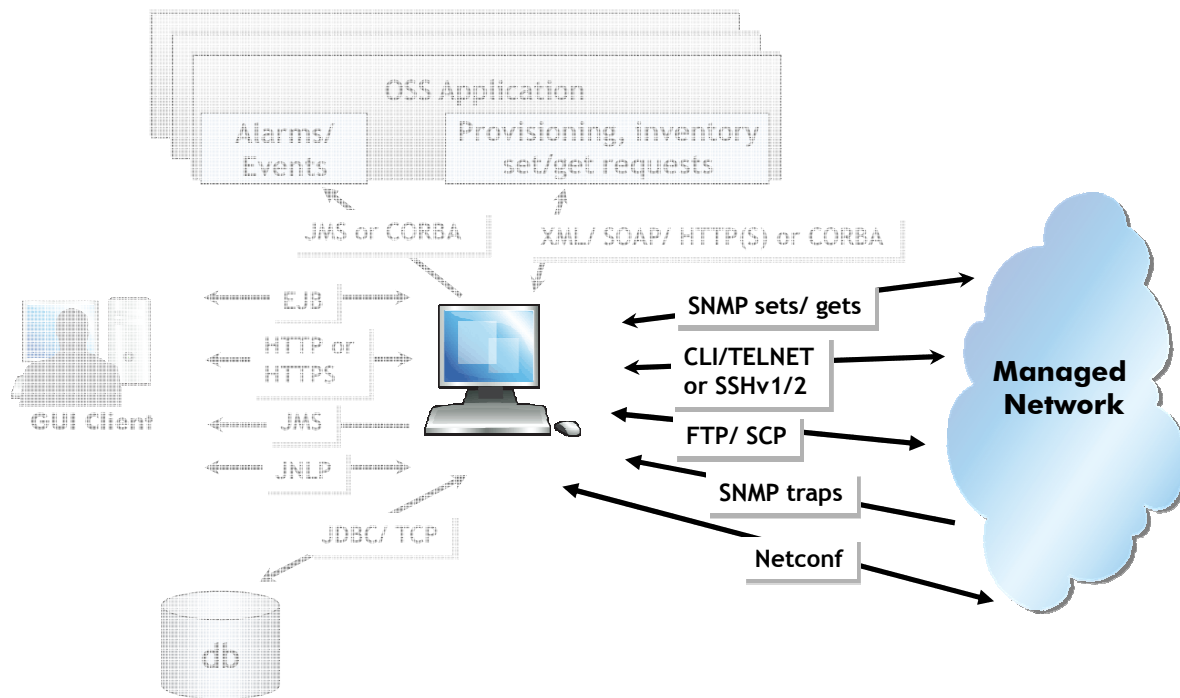 OSS Application
Alarms/
Events
Provisioning, inventory
set/get requests
JMS or CORBA
XML/ SOAP/ HTTP(S) or CORBA
EJB
HTTP or
HTTPS
JMS
JNLP
GUI Client
JDBC/ TCP
db
SNMP sets/ gets
CLI/TELNET
or SSHv1/2
FTP/ SCP
SNMP traps
Netconf
Managed
Network